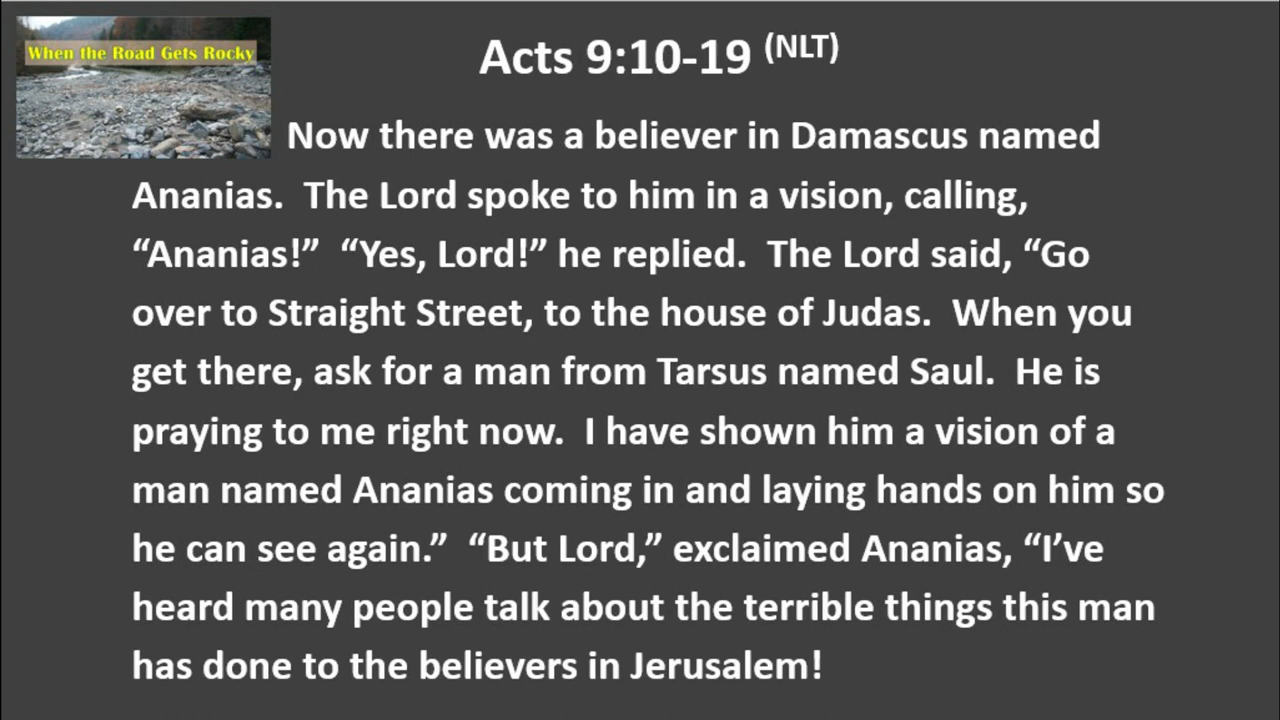 When the Road Gets Rocky
Acts 9:10-19 (NLT)
Now there was a believer in Damascus named
Ananias.  The Lord spoke to him in a vision, calling,
“Ananias!”  “Yes, Lord!” he replied.  The Lord said, “Go
over to Straight Street, to the house of Judas.  When you
get there, ask for a man from Tarsus named Saul.  He is
praying to me right now.  I have shown him a vision of a
man named Ananias coming in and laying hands on him so
he can see again.”  “But Lord,” exclaimed Ananias, “I’ve
heard many people talk about the terrible things this man
has done to the believers in Jerusalem!